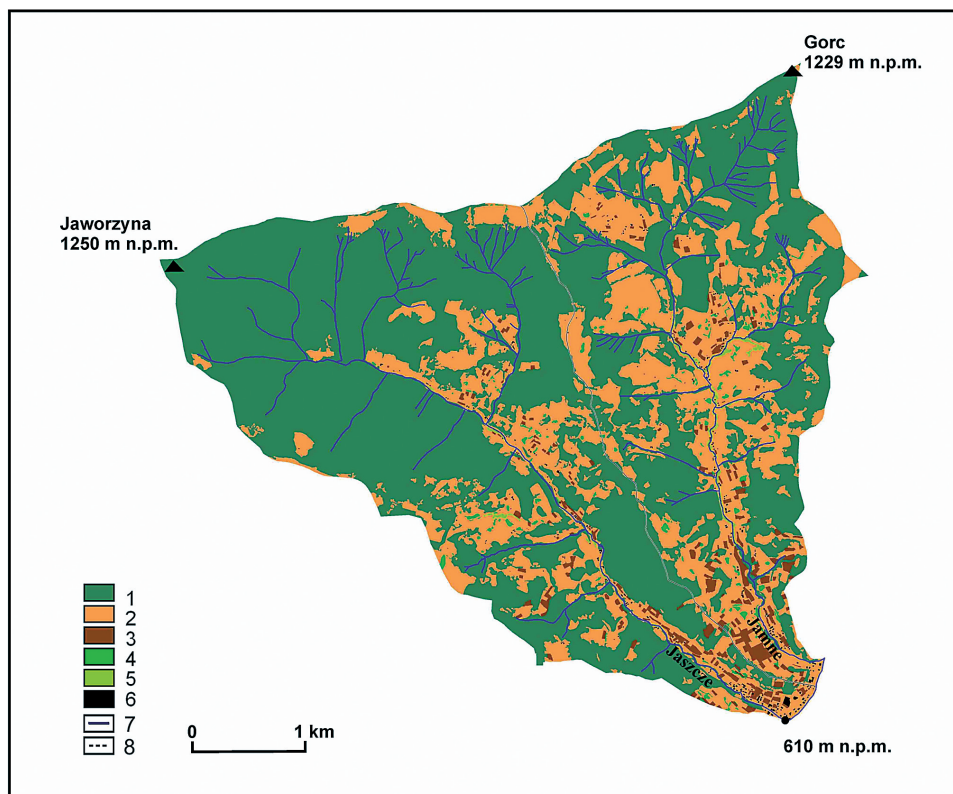 Gorc
1229 m n.p.m.
Jaworzyna
1250 m n.p.m.
Jamne
Jaszcze
1
2
3
4
5
6
7
8
0 1 km
610 m n.p.m.